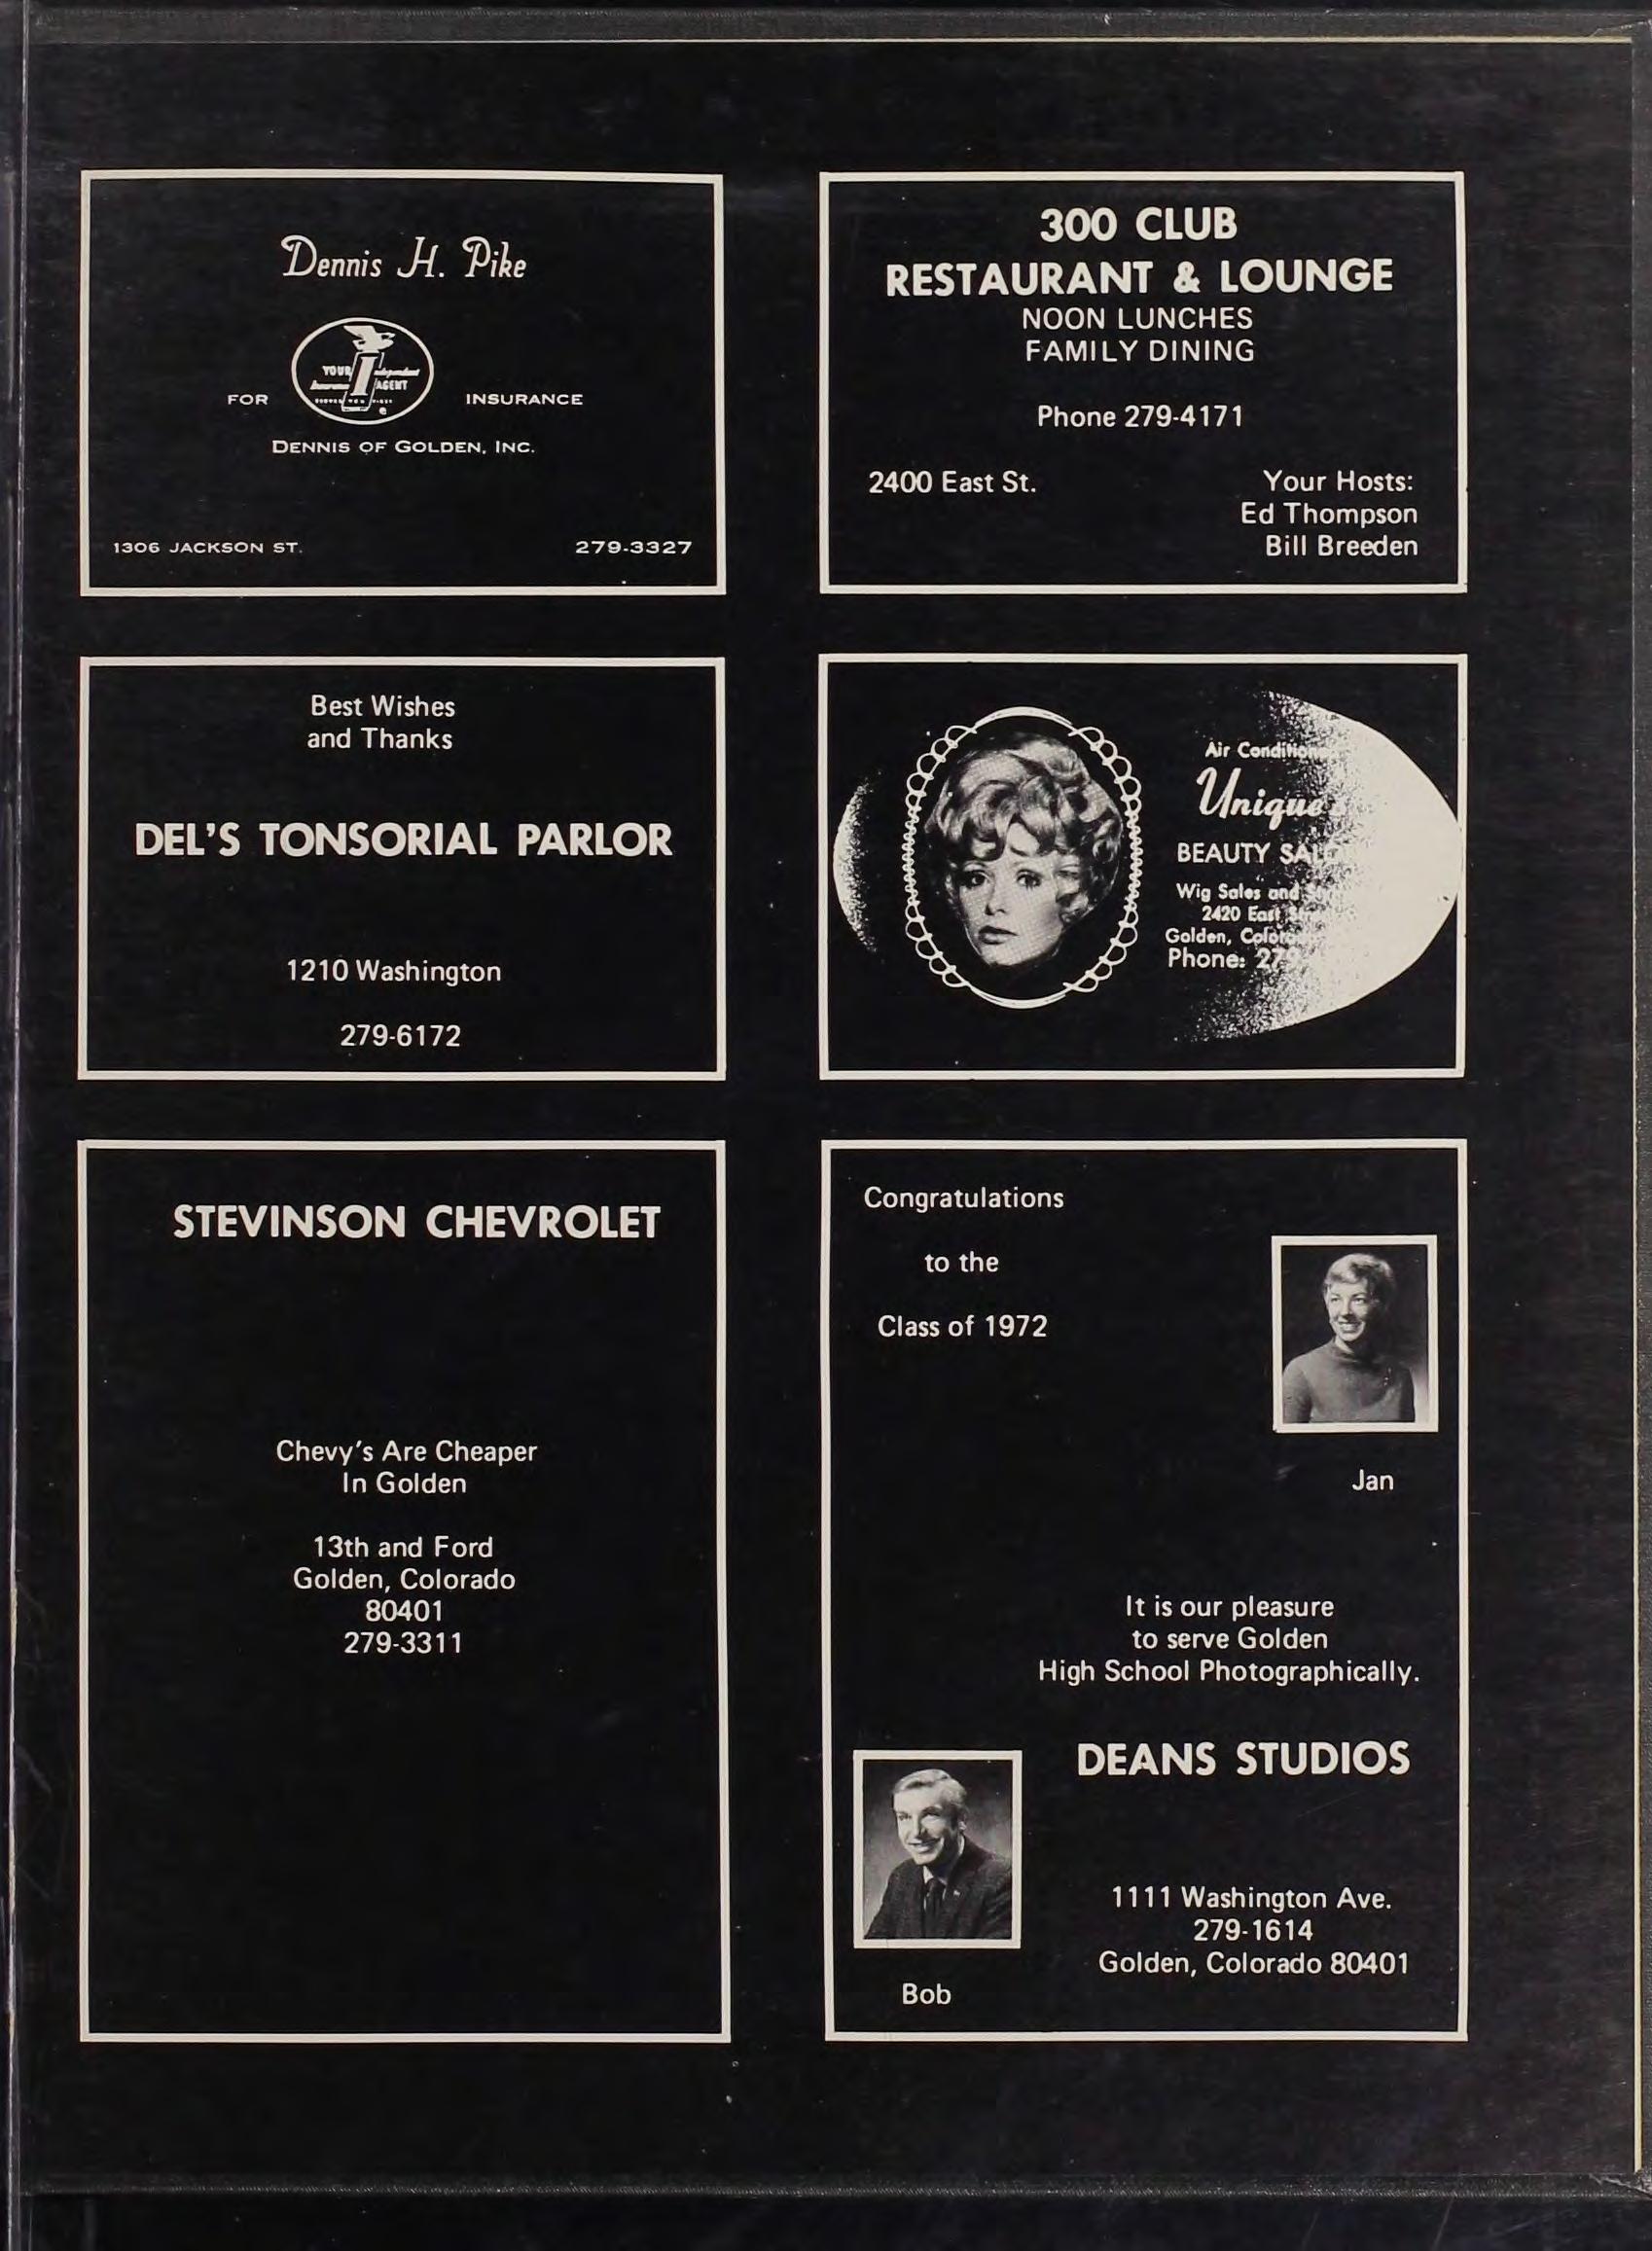 Dennis H. Pike
YOUR Independent
Insurance AGENT
FOR INSURANCE
DENNIS OF GOLDEN, INC.
1306 JACKSON ST. 279-3327
300 CLUB
RESTAURANT & LOUNGE
NOON LUNCHES
FAMILY DINING
Phone 279-4171
2400 East St. Your Hosts:
Ed Thompson
Bill Breeden
Best Wishes
and Thanks
DEL'S TONSORIAL PARLOR
1210 Washington
279-6172
Air
Unique
BEAUTY
Wig Sales and
2420 East
Golden,
Phone:
STEVINSON CHEVROLET
Chevy's Are Cheaper
In Golden
13th and Ford
Golden, Colorado
80401
279-3311
Congratulations
to the
Class of 1972
Jan
It is our pleasure
to serve Golden
High School Photographically.
DEANS STUDIOS
1111 Washington Ave.
279-1614
Golden, Colorado 80401
Bob